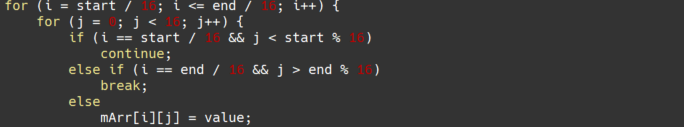 for (i = start / 16; i <= end / 16; i++) {
    for (j = 0; j < 16; j++) {
        if (i == start / 16 && j < start % 16)
            continue;
        else if (i == end / 16 && j > end % 16)
            break;
        else
            mArr[i][j] = value;